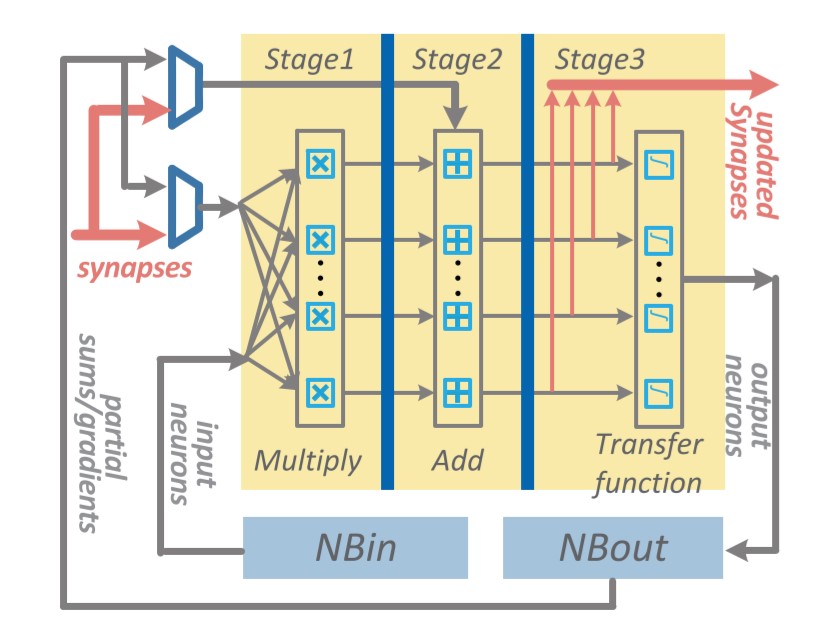 Stage1
Stage2
Stage3
updated
Synapses
synapses
partial
sums/gradients
input
neurons
output
neurons
Multiply
Add
Transfer
function
NBin
NBout